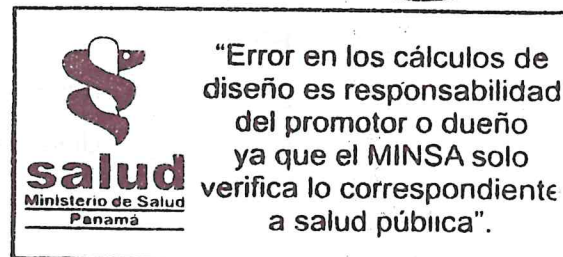 salud
Ministerio de Salud
Panamá
“Error en los cálculos de
diseño es responsabilidad
del promotor o dueño
ya que el MINSA solo
verifica lo correspondiente
a salud pública”.